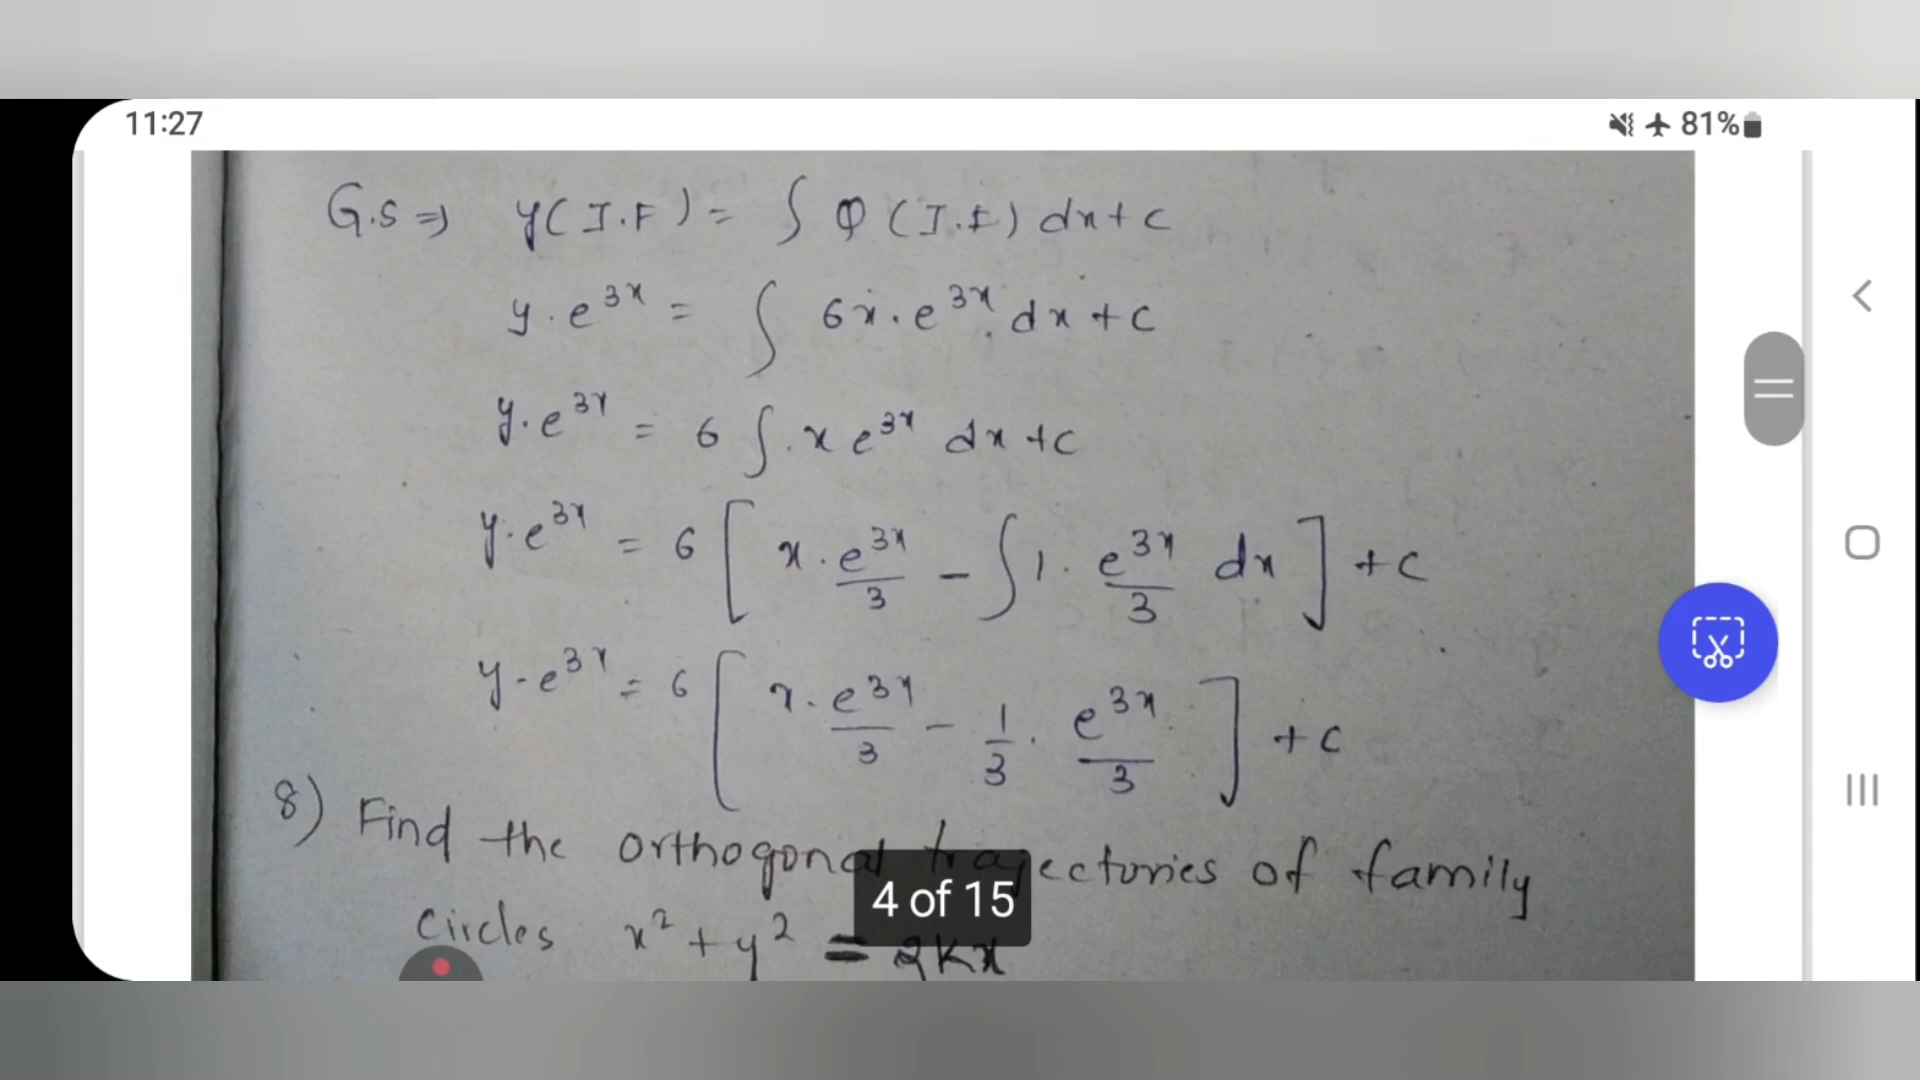 11:27 81%
G.S ⇒ y(I.F) = ∫ Q (I.F) dx + c
y · e^{3x} = ∫ 6x · e^{3x} dx + c
y · e^{3x} = 6 ∫ · x e^{3x} dx + c
y · e^{3x} = 6 [ x · e^{3x}/3 - ∫ 1 · e^{3x}/3 dx ] + c
y - e^{3x} = 6 [ x · e^{3x}/3 - 1/3 · e^{3x}/3 ] + c
8) Find the orthogonal trajectories of family
4 of 15
Circles x² + y² = 2Kx